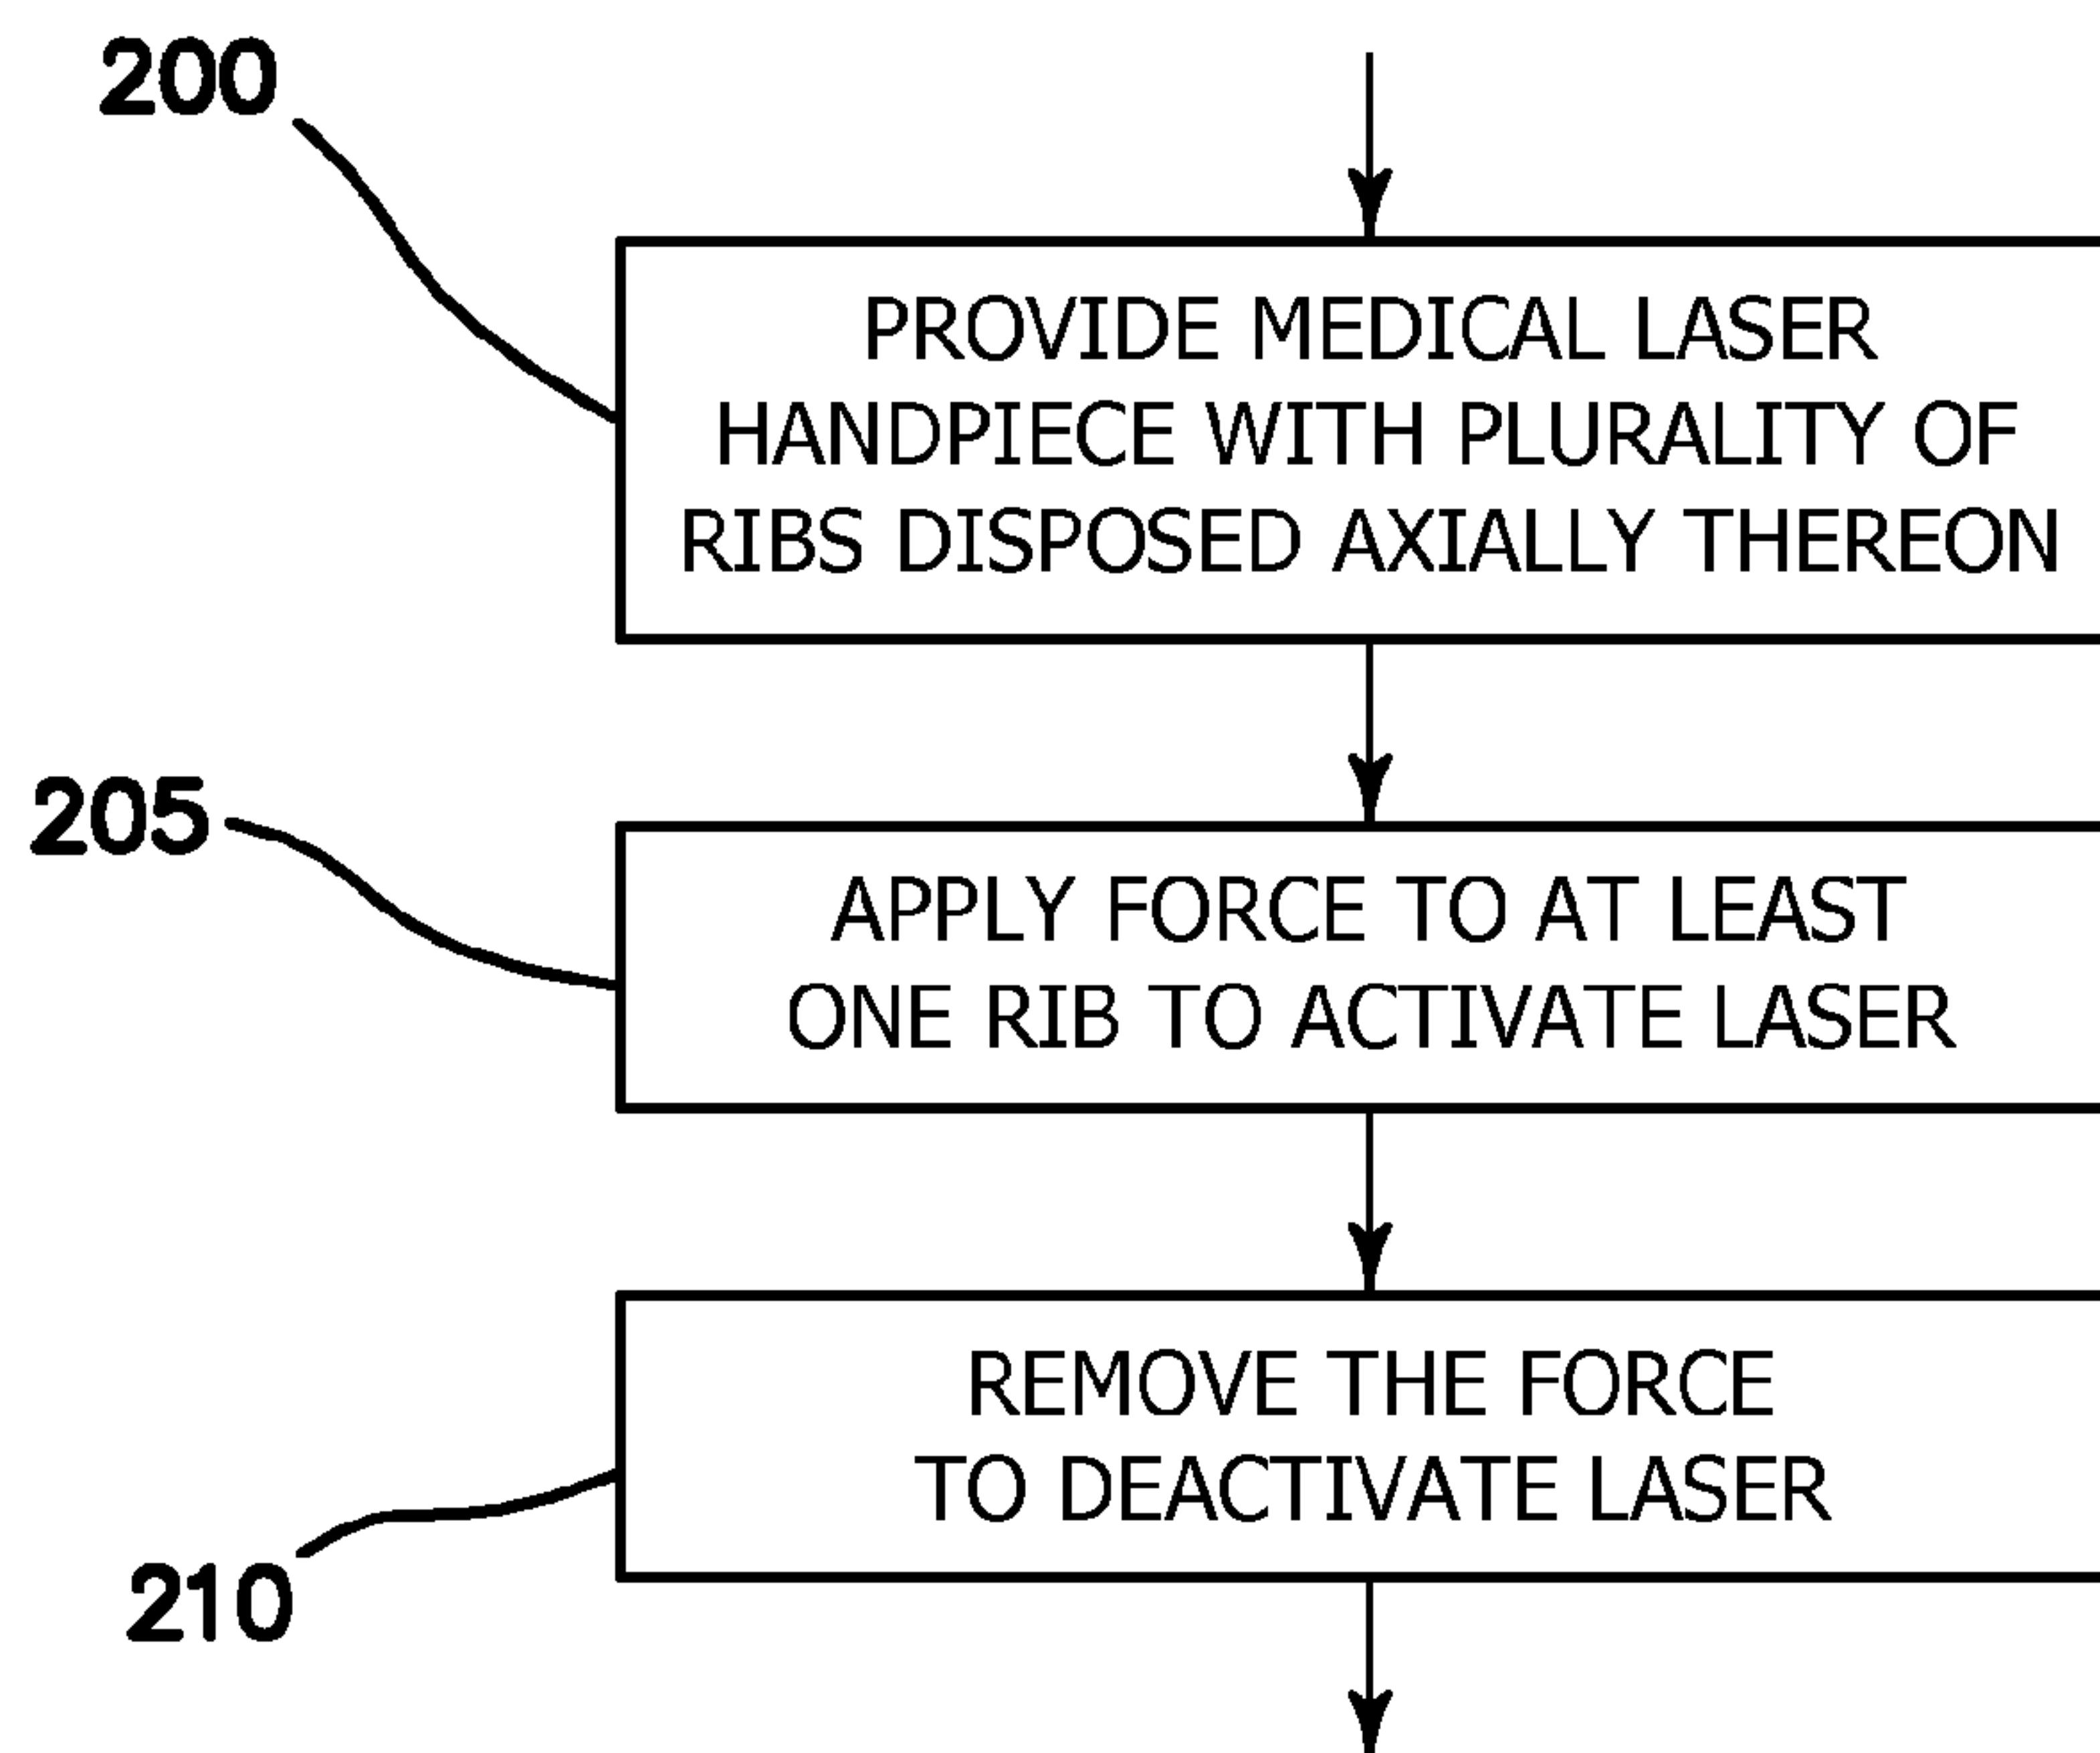 200
PROVIDE MEDICAL LASER
HANDPIECE WITH PLURALITY OF
RIBS DISPOSED AXIALLY THEREON
205
APPLY FORCE TO AT LEAST
ONE RIB TO ACTIVATE LASER
REMOVE THE FORCE
TO DEACTIVATE LASER
210